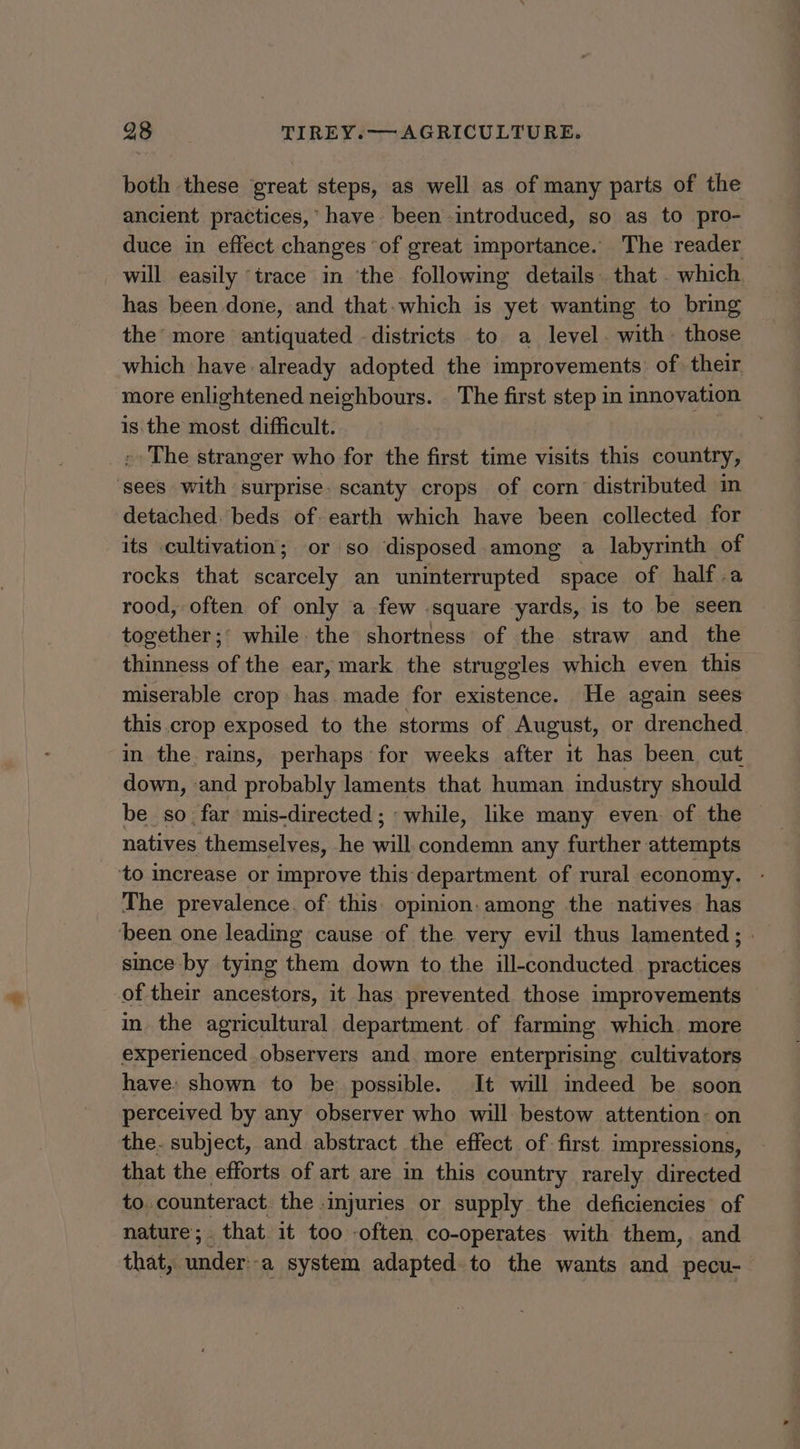 28 TIREY.—AGRICULTURE.
both these great steps, as well as of many parts of the
ancient practices, have been introduced, so as to pro-
duce in effect changes of great importance. The reader
will easily trace in the following details that which
has been done, and that which is yet wanting to bring
the more antiquated districts to a level with those
which have already adopted the improvements of their
more enlightened neighbours. The first step in innovation
is the most difficult.
The stranger who for the first time visits this country,
sees with surprise scanty crops of corn distributed in
detached beds of earth which have been collected for
its cultivation; or so disposed among a labyrinth of
rocks that scarcely an uninterrupted space of half a
rood, often of only a few square yards, is to be seen
together; while the shortness of the straw and the
thinness of the ear, mark the struggles which even this
miserable crop has made for existence. He again sees
this crop exposed to the storms of August, or drenched
in the rains, perhaps for weeks after it has been cut
down, and probably laments that human industry should
be so far mis-directed; while, like many even of the
natives themselves, he will condemn any further attempts
to increase or improve this department of rural economy.
The prevalence of this opinion among the natives has
been one leading cause of the very evil thus lamented;
since by tying them down to the ill-conducted practices
of their ancestors, it has prevented those improvements
in the agricultural department of farming which more
experienced observers and more enterprising cultivators
have shown to be possible. It will indeed be soon
perceived by any observer who will bestow attention on
the subject, and abstract the effect of first impressions,
that the efforts of art are in this country rarely directed
to counteract the injuries or supply the deficiencies of
nature; that it too often co-operates with them, and
that, under a system adapted to the wants and pecu-